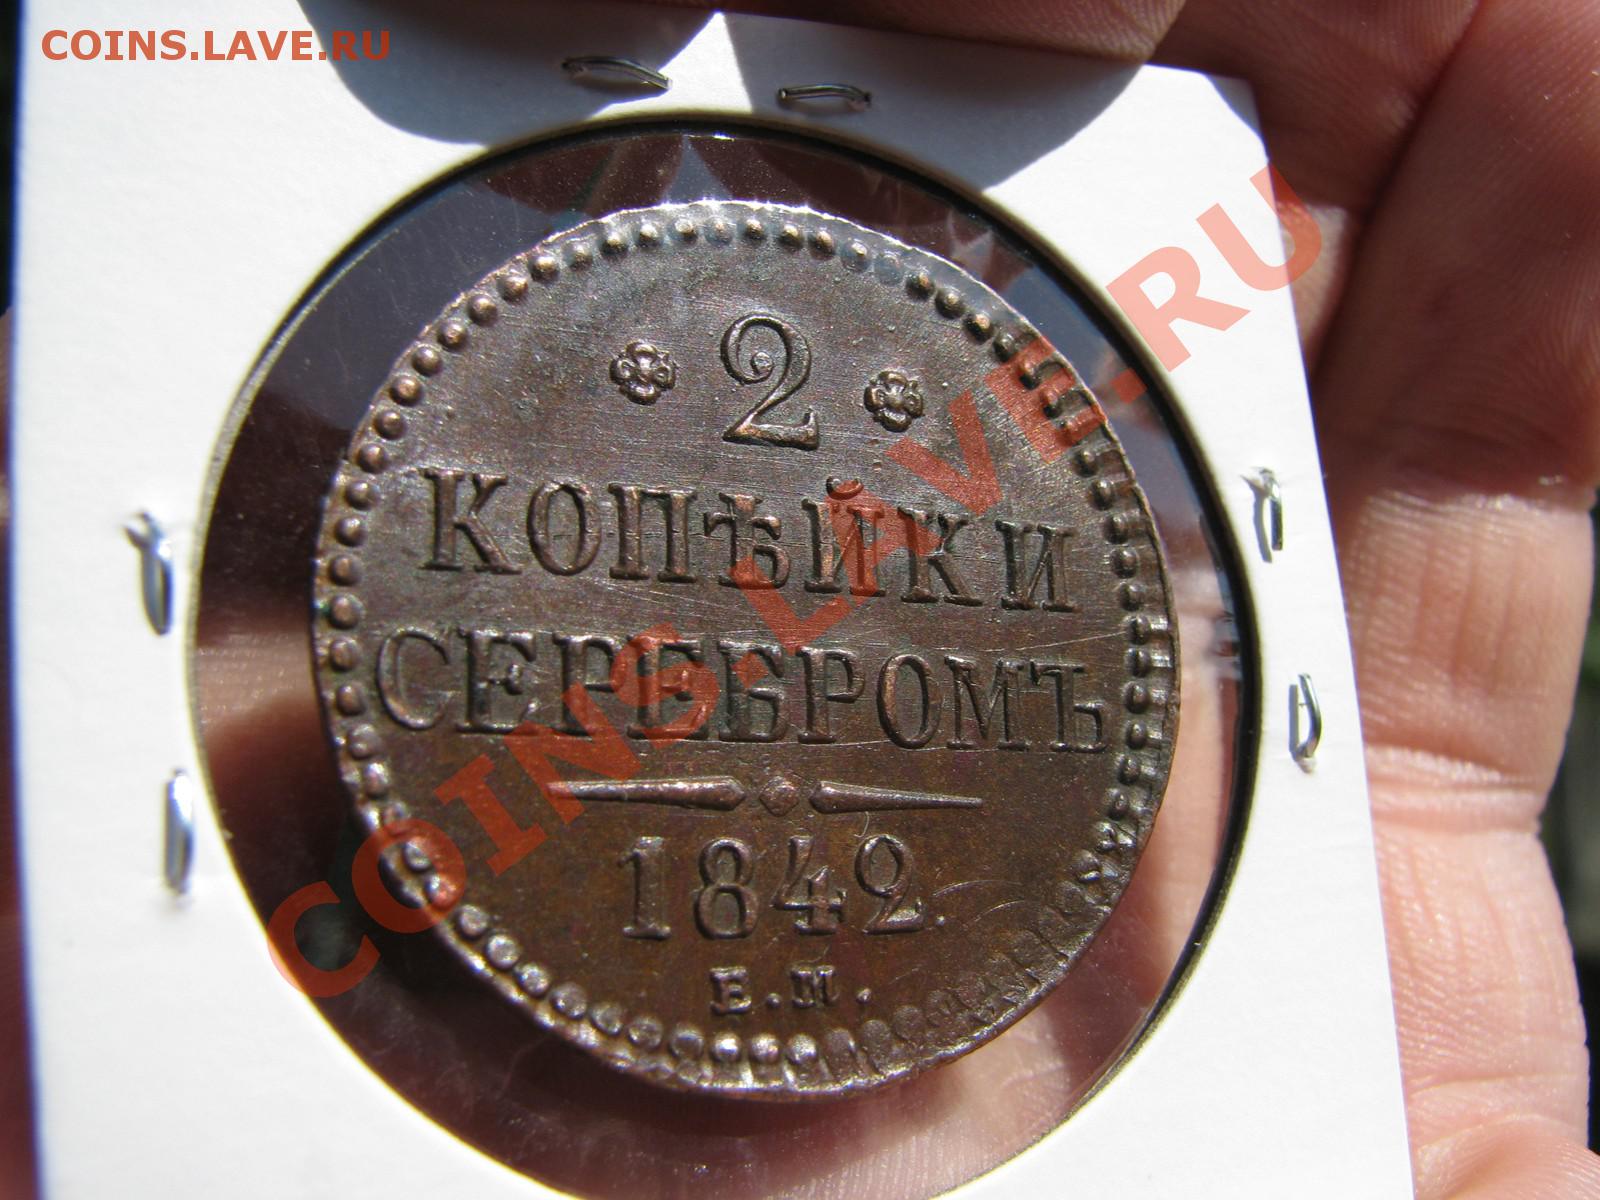 COINS.LAVE.RU
2
КОПѢЙКИ
СЕРЕБРОМЪ
1842.
Е.М.
COINS.LAVE.RU